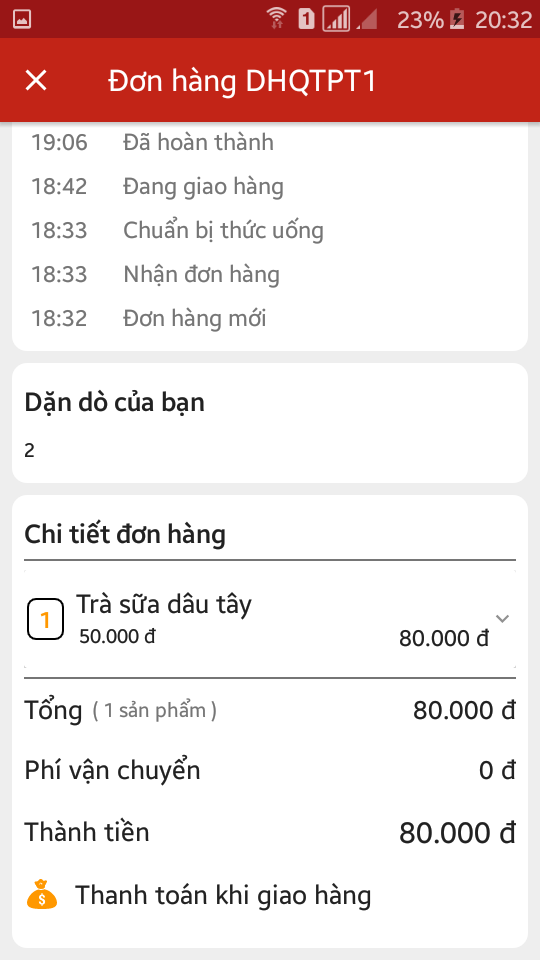 1 23% 20:32
Đơn hàng DHQTPT1
19:06 Đã hoàn thành
18:42 Đang giao hàng
18:33 Chuẩn bị thức uống
18:33 Nhận đơn hàng
18:32 Đơn hàng mới
Dặn dò của bạn
2
Chi tiết đơn hàng
1 Trà sữa dâu tây
50.000 đ 80.000 đ
Tổng ( 1 sản phẩm ) 80.000 đ
Phí vận chuyển 0 đ
Thành tiền 80.000 đ
$ Thanh toán khi giao hàng